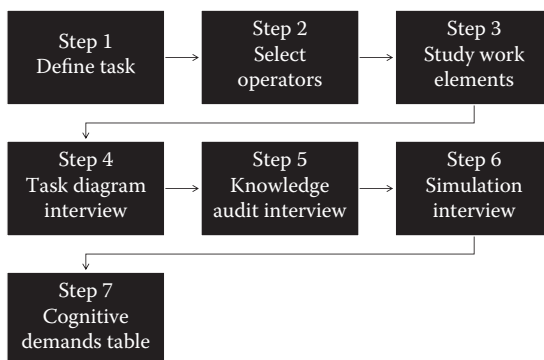 Step 1
Define task
Step 2
Select
operators
Step 3
Study work
elements
Step 4
Task diagram
interview
Step 5
Knowledge
audit interview
Step 6
Simulation
interview
Step 7
Cognitive
demands table